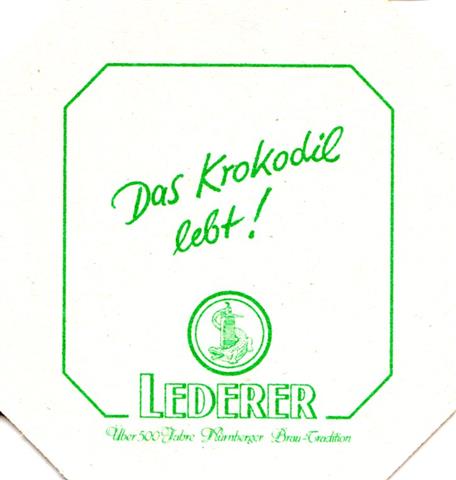 Das Krokodil
lebt!
LEDERER
Über 500 Jahre Nürnberger Brau-Tradition